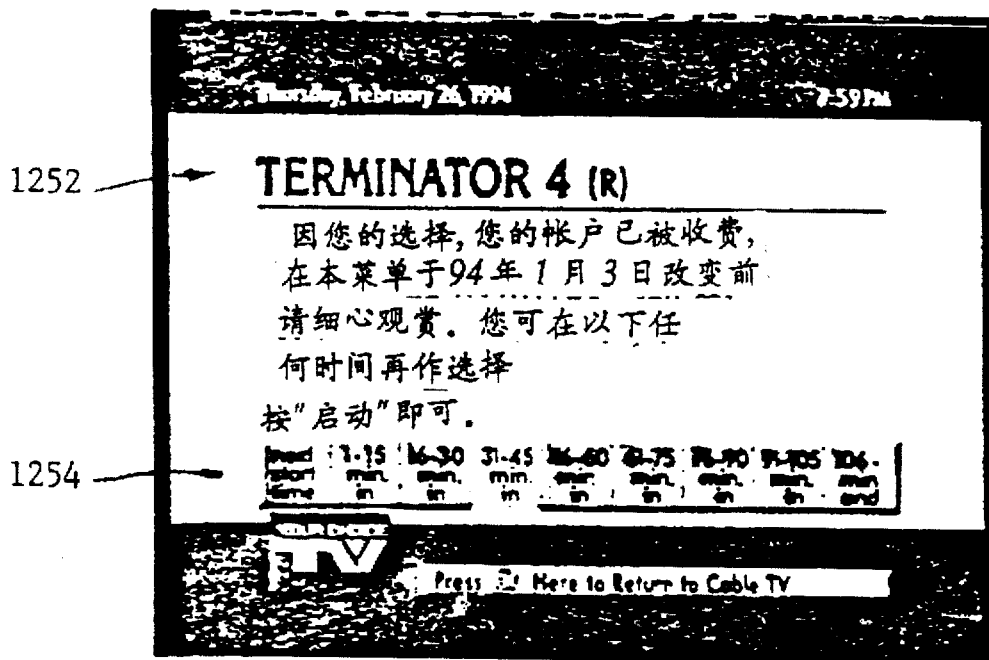 Thursday, February 26, 1994 7:59 PM
1252
TERMINATOR 4 (R)
因您的选择,您的帐户已被收费,
在本菜单于94年1月3日改变前
请细心观赏。您可在以下任
何时间再作选择
按"启动"即可.
1254
1-15 16-30 31-45 46-60 61-75 76-90 91-105 106-
start min. min. min. min. min. min. min. min
time in in in in in in in end
YOUR CHOICE
TV
Press Here to Return to Cable TV